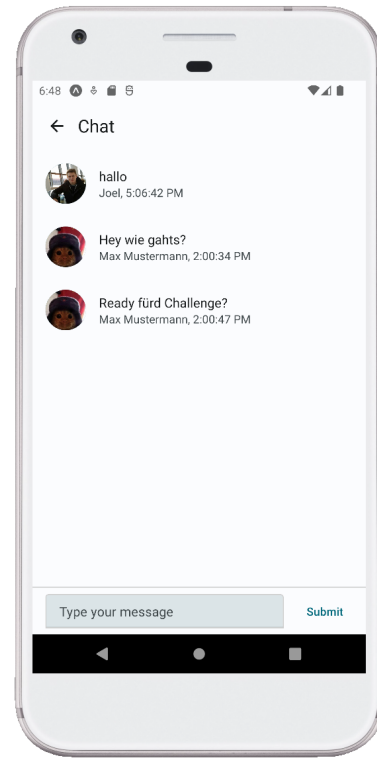 6:48
Chat
hallo
Joel, 5:06:42 PM
Hey wie gahts?
Max Mustermann, 2:00:34 PM
Ready fürd Challenge?
Max Mustermann, 2:00:47 PM
Type your message
Submit